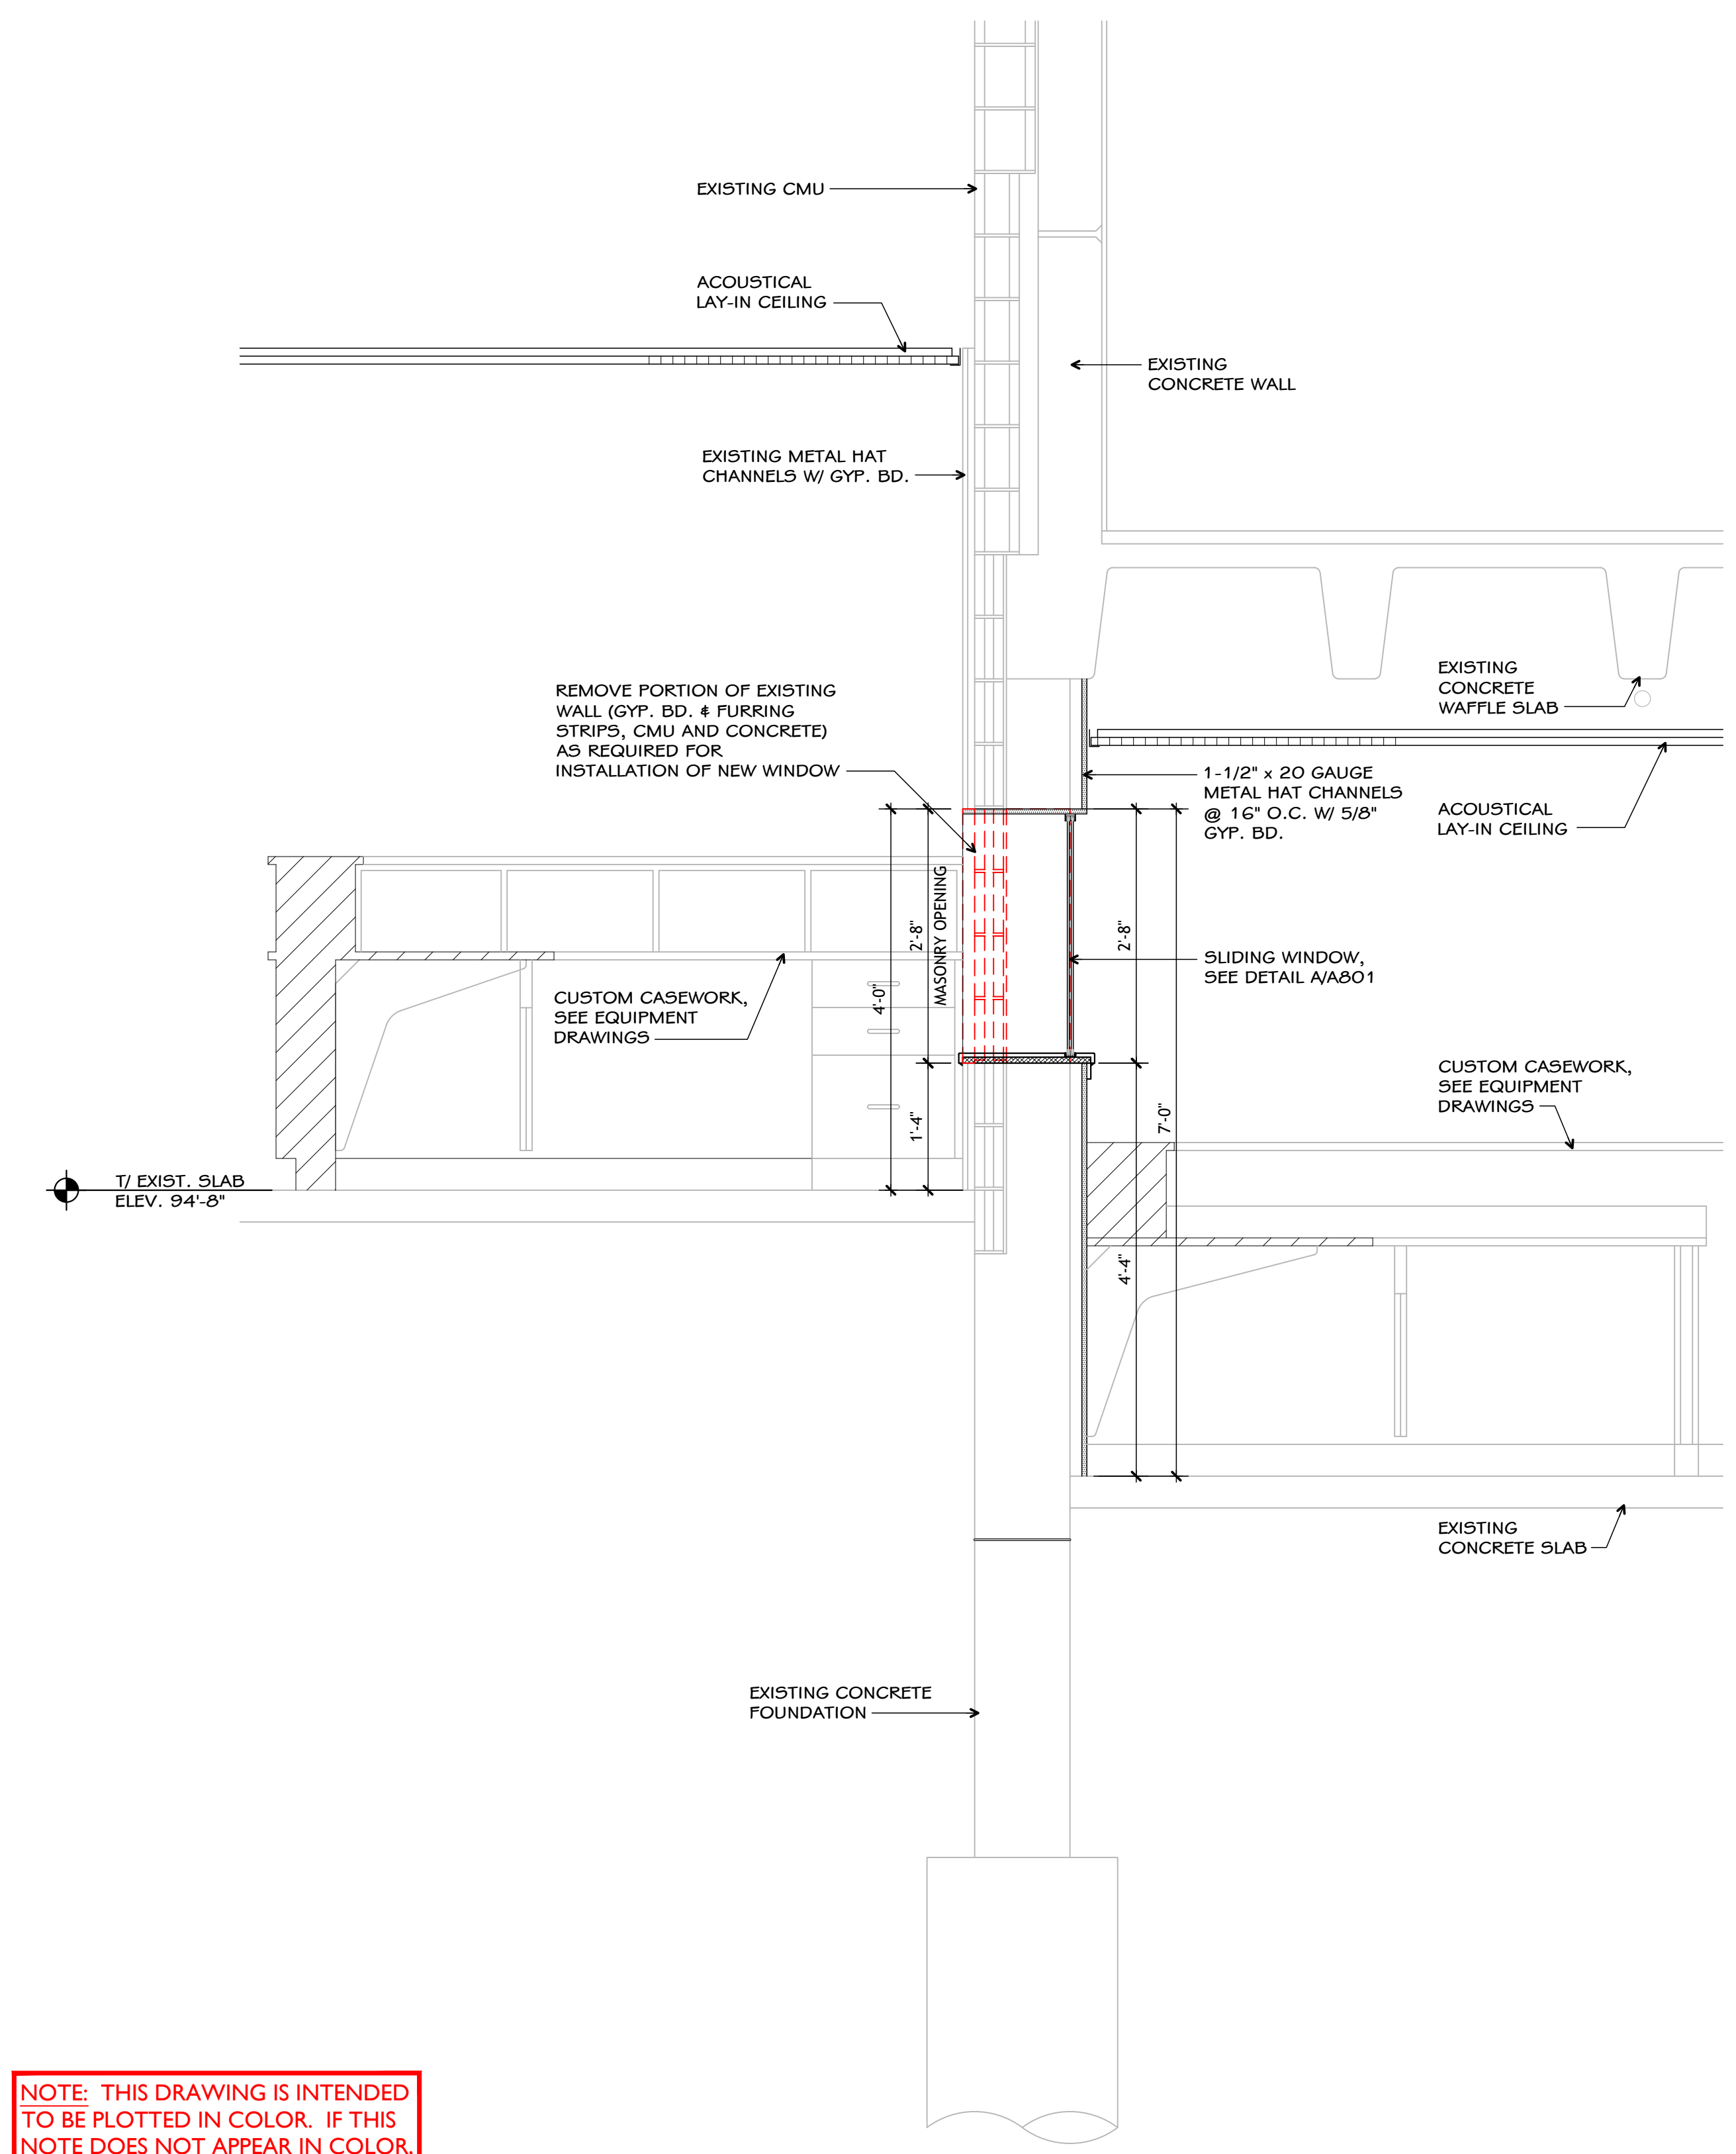 EXISTING CMU
ACOUSTICAL
LAY-IN CEILING
EXISTING
CONCRETE WALL
EXISTING METAL HAT
CHANNELS W/ GYP. BD.
REMOVE PORTION OF EXISTING
WALL (GYP. BD. & FURRING
STRIPS, CMU AND CONCRETE)
AS REQUIRED FOR
INSTALLATION OF NEW WINDOW
EXISTING
CONCRETE
WAFFLE SLAB
1-1/2" x 20 GAUGE
METAL HAT CHANNELS
@ 16" O.C. W/ 5/8"
GYP. BD.
ACOUSTICAL
LAY-IN CEILING
2'-8"
MASONRY OPENING
4'-0"
1'-4"
2'-8"
7'-0"
4'-4"
SLIDING WINDOW,
SEE DETAIL A/A801
CUSTOM CASEWORK,
SEE EQUIPMENT
DRAWINGS
CUSTOM CASEWORK,
SEE EQUIPMENT
DRAWINGS
T/ EXIST. SLAB
ELEV. 94'-8"
EXISTING
CONCRETE SLAB
EXISTING CONCRETE
FOUNDATION
NOTE: THIS DRAWING IS INTENDED
TO BE PLOTTED IN COLOR. IF THIS
NOTE DOES NOT APPEAR IN COLOR,